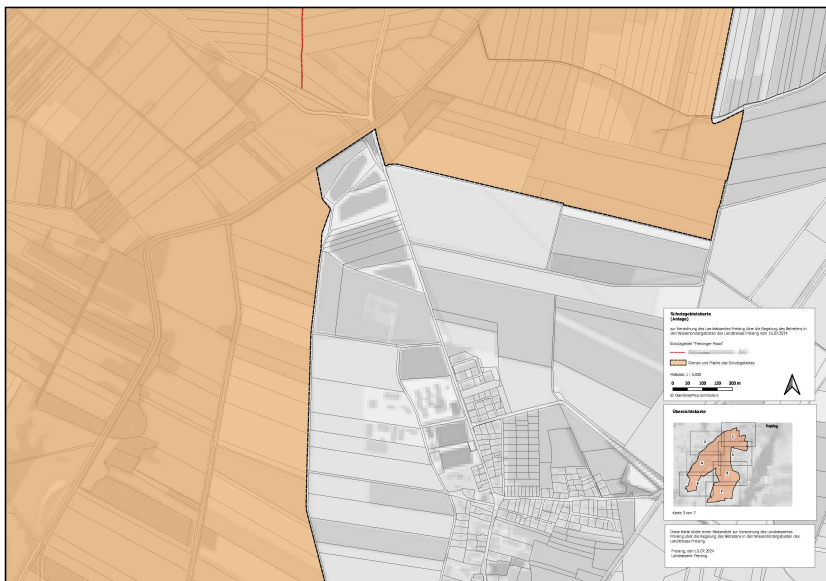 Schutzgebietskarte
(Anlage)
zur Verordnung des Landratsamtes Freising über die Regelung des Betretens in
den Wiesenbrütergebieten des Landkreises Freising vom 15.07.2024
Schutzgebiet "Freisinger Moos"
Grenze und Fläche des Schutzgebietes
Maßstab: 1 : 5.000
0 50 100 150 200 m
© OpenStreetMap contributors
Übersichtskarte
Freising
Karte 3 von 7
Diese Karte bildet einen Bestandteil zur Verordnung des Landratsamtes
Freising über die Regelung des Betretens in den Wiesenbrütergebieten des
Landkreises Freising
Freising, den 15.07.2024
Landratsamt Freising